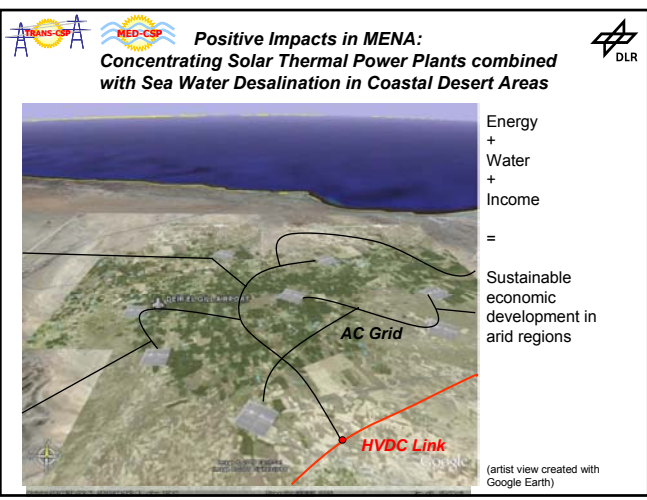 TRANS-CSP
MED-CSP
Positive Impacts in MENA:
Concentrating Solar Thermal Power Plants combined
with Sea Water Desalination in Coastal Desert Areas
DLR
Energy
+
Water
+
Income
=
Sustainable
economic
development in
arid regions
AIRPORT
AC Grid
HVDC Link
Google
(artist view created with
Google Earth)